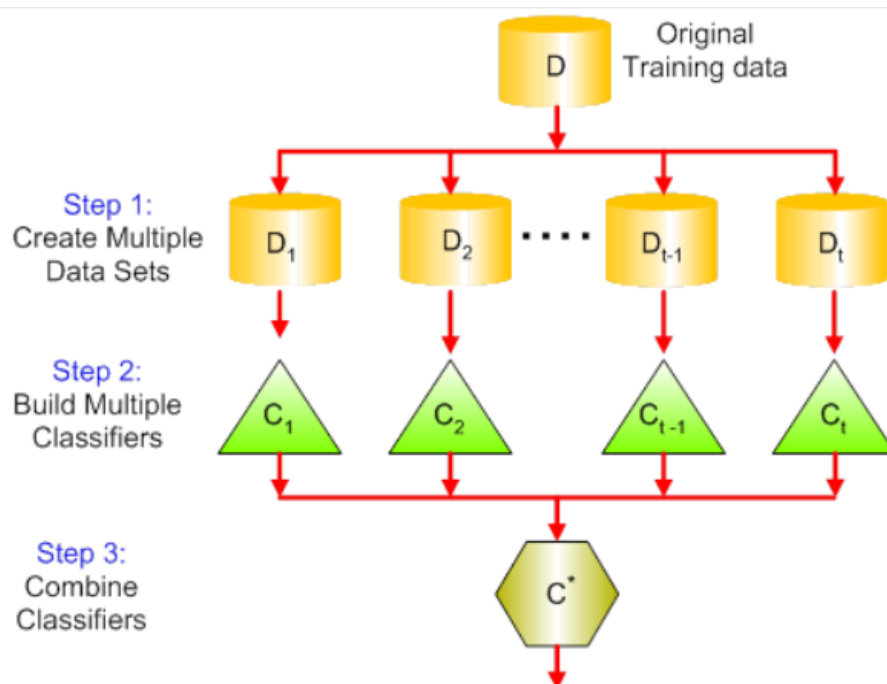 D
Original
Training data
Step 1:
Create Multiple
Data Sets
D1
D2
....
Dt-1
Dt
Step 2:
Build Multiple
Classifiers
C1
C2
Ct-1
Ct
Step 3:
Combine
Classifiers
C*